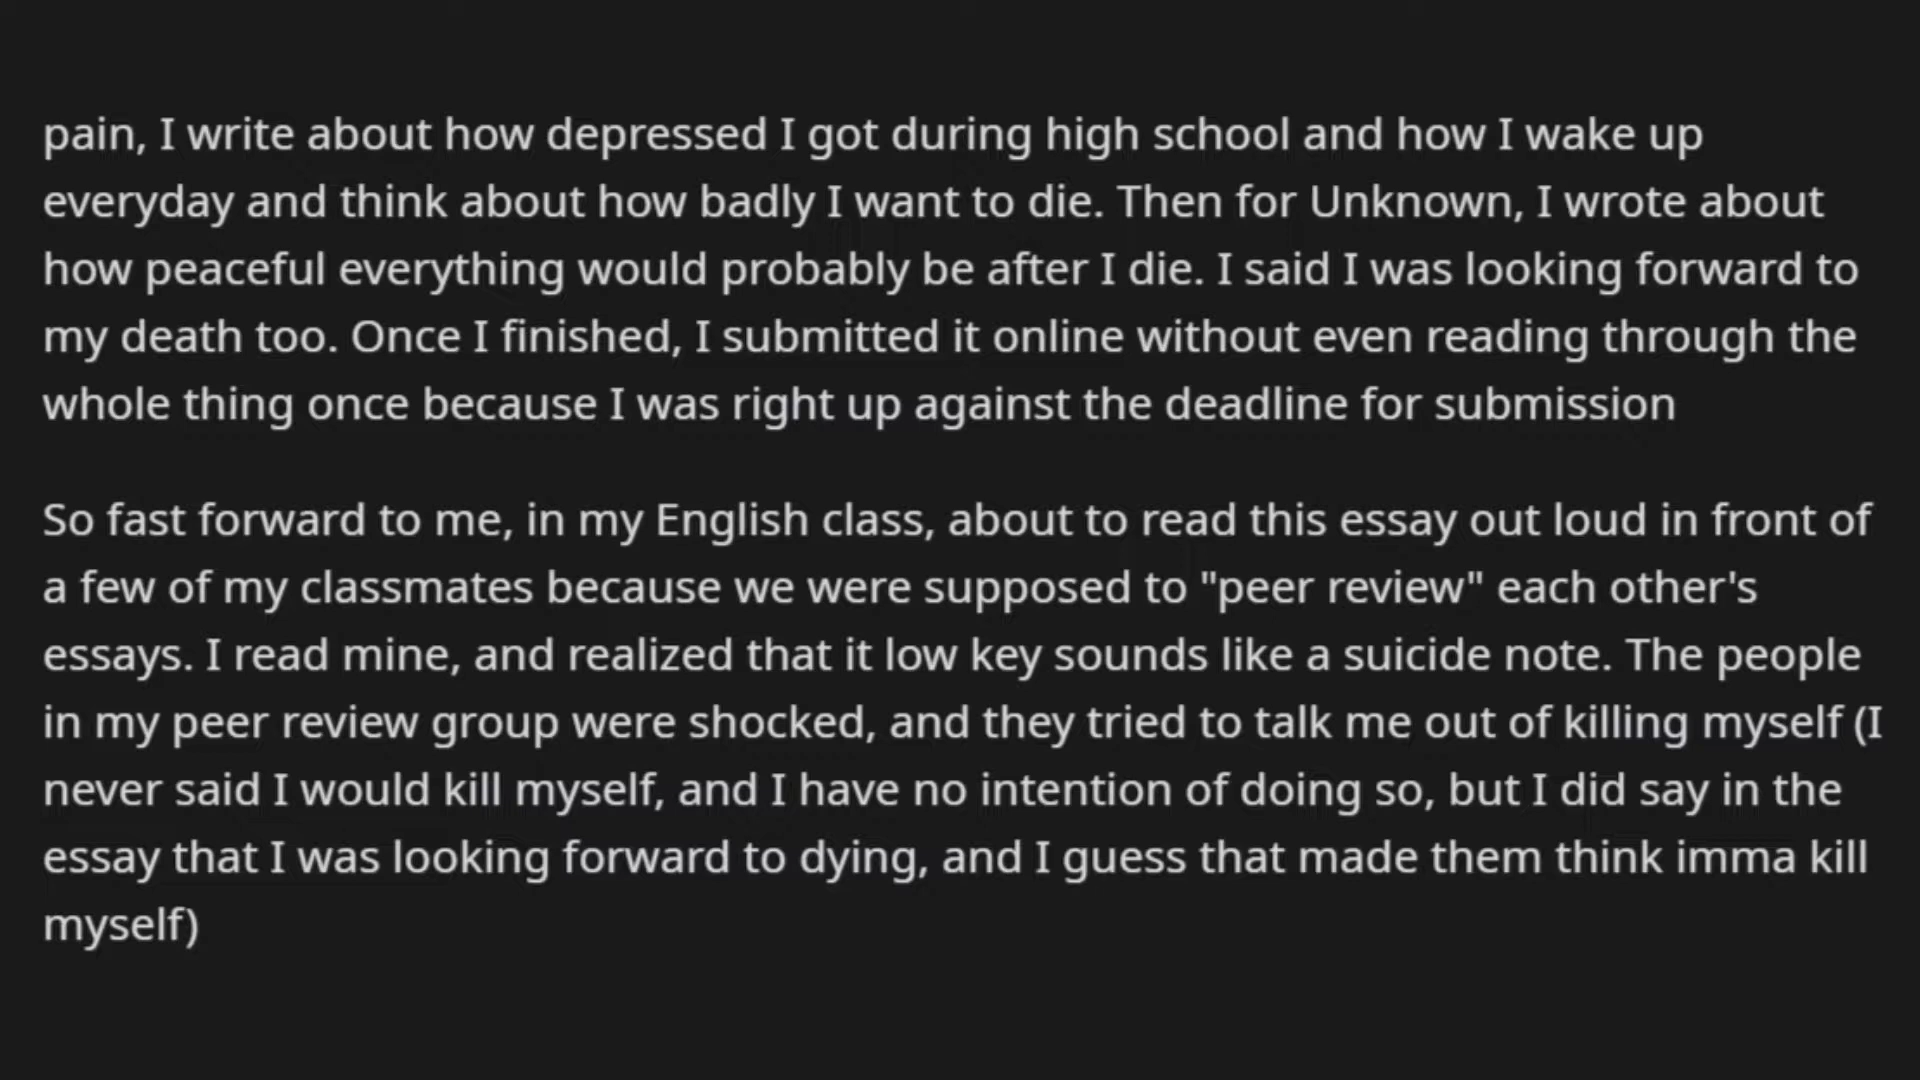 pain, I write about how depressed I got during high school and how I wake up
everyday and think about how badly I want to die. Then for Unknown, I wrote about
how peaceful everything would probably be after I die. I said I was looking forward to
my death too. Once I finished, I submitted it online without even reading through the
whole thing once because I was right up against the deadline for submission
So fast forward to me, in my English class, about to read this essay out loud in front of
a few of my classmates because we were supposed to "peer review" each other's
essays. I read mine, and realized that it low key sounds like a suicide note. The people
in my peer review group were shocked, and they tried to talk me out of killing myself (I
never said I would kill myself, and I have no intention of doing so, but I did say in the
essay that I was looking forward to dying, and I guess that made them think imma kill
myself)